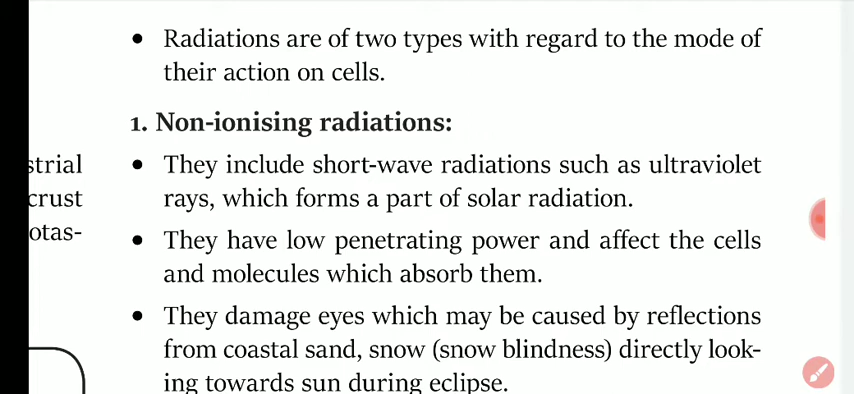 • Radiations are of two types with regard to the mode of
their action on cells.
1. Non-ionising radiations:
• They include short-wave radiations such as ultraviolet
rays, which forms a part of solar radiation.
• They have low penetrating power and affect the cells
and molecules which absorb them.
• They damage eyes which may be caused by reflections
from coastal sand, snow (snow blindness) directly look-
ing towards sun during eclipse.
strial
crust
otas-